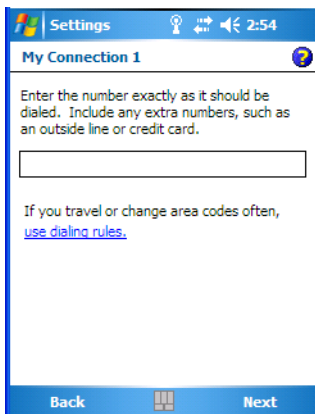 Settings 2:54
My Connection 1
Enter the number exactly as it should be
dialed. Include any extra numbers, such as
an outside line or credit card.
If you travel or change area codes often,
use dialing rules.
Back Next